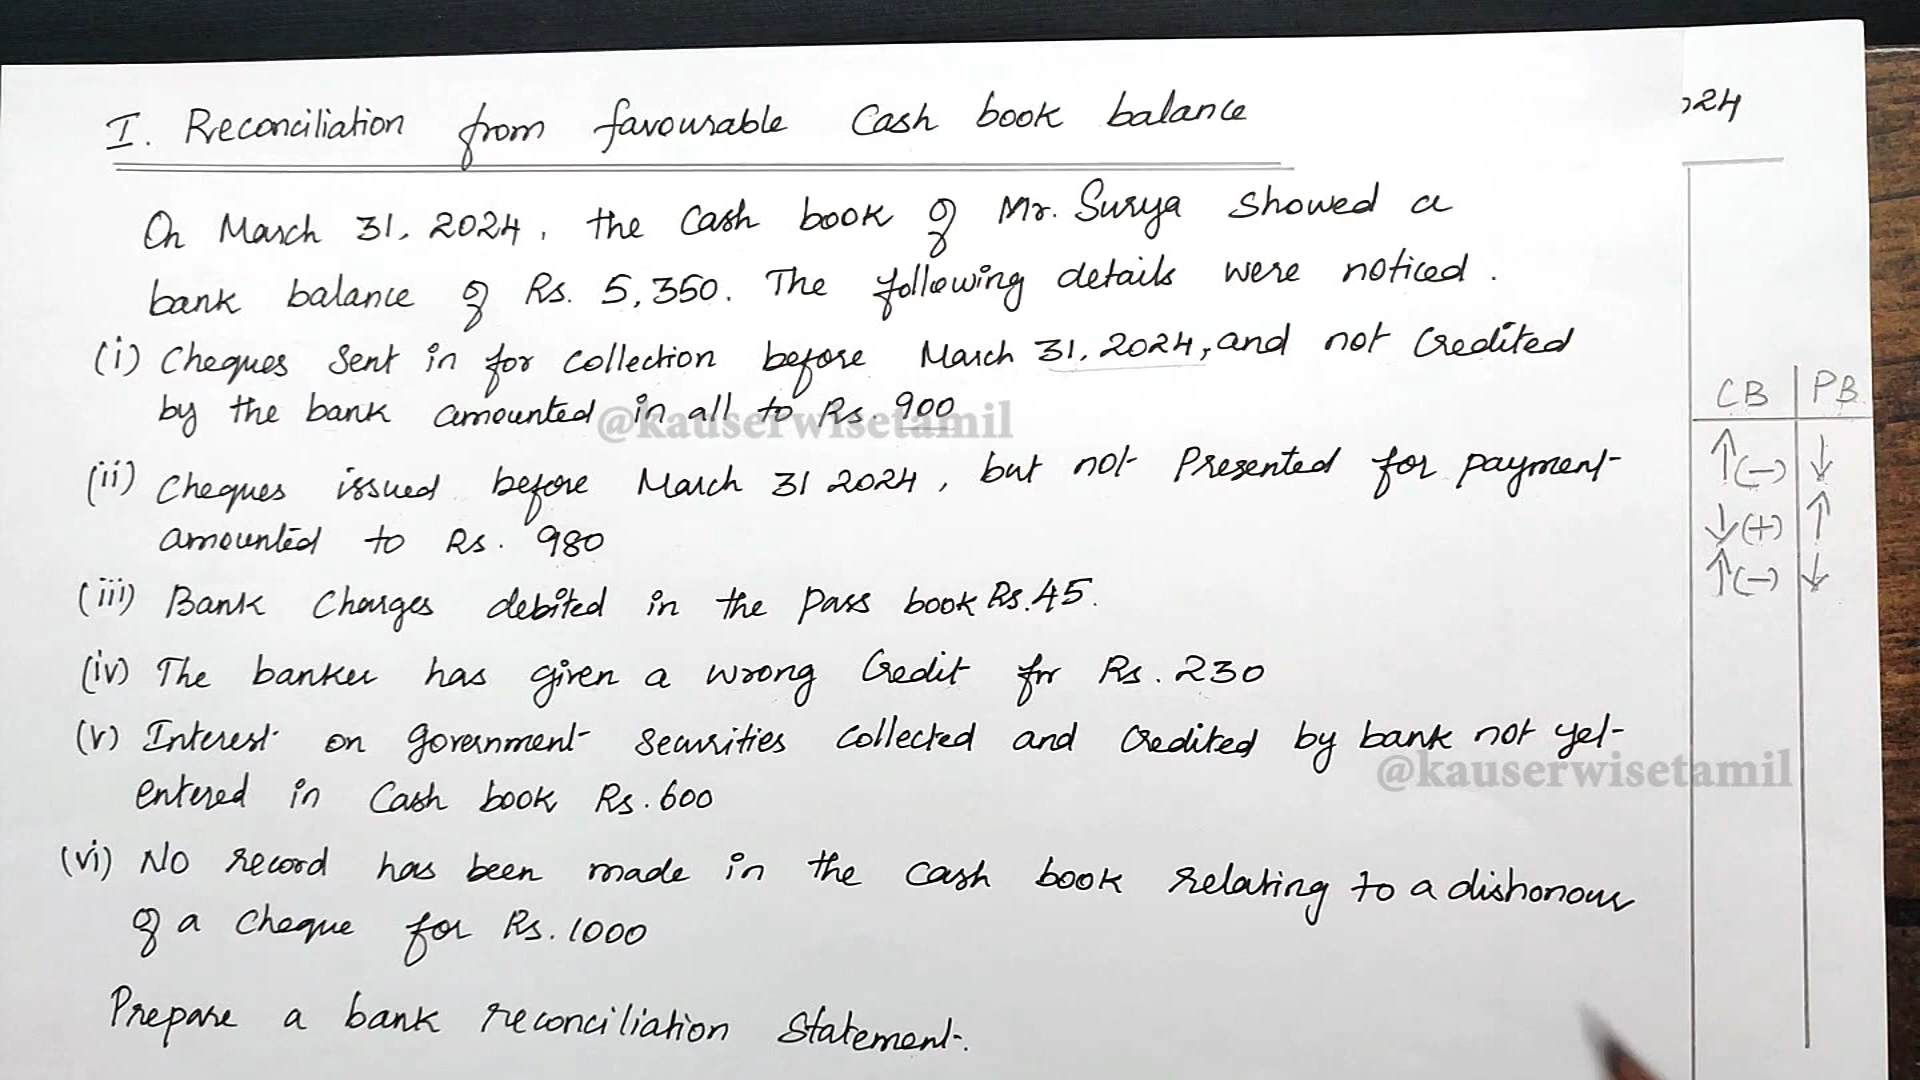 I. Reconciliation from favourable Cash book balance
024
On March 31, 2024, the Cash book of Mr. Surya Showed a
bank balance of Rs. 5,350. The following details were noticed.
(i) Cheques Sent in for collection before March 31, 2024, and not Credited
by the bank amounted in all to Rs. 900
@kauserwisetamil
CB PB
(ii) Cheques issued before March 31 2024, but not Presented for payment
↑(-) ↓
amounted to Rs. 980
↓(+) ↑
(iii) Bank Charges debited in the pass book Rs.45.
↑(-) ↓
(iv) The banker has given a wrong Credit for Rs. 230
(v) Interest on government securities collected and credited by bank not yet
@kauserwisetamil
entered in Cash book Rs. 600
(vi) No record has been made in the cash book relating to a dishonour
of a cheque for Rs. 1000
Prepare a bank reconciliation Statement.